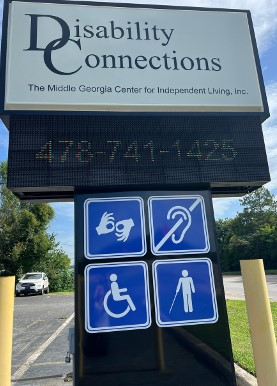 Disability
Connections
The Middle Georgia Center for Independent Living, Inc.
478-741-1425